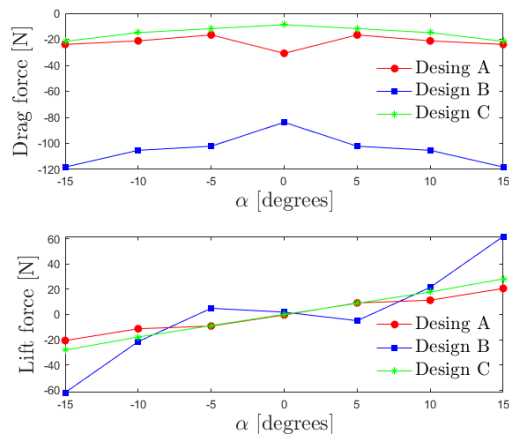 0
-20
-40
-60
-80
-100
-120
Drag force [N]
Desing A
Design B
Design C
-15 -10 -5 0 5 10 15
α [degrees]
60
40
20
0
-20
-40
-60
Lift force [N]
Desing A
Design B
Design C
-15 -10 -5 0 5 10 15
α [degrees]